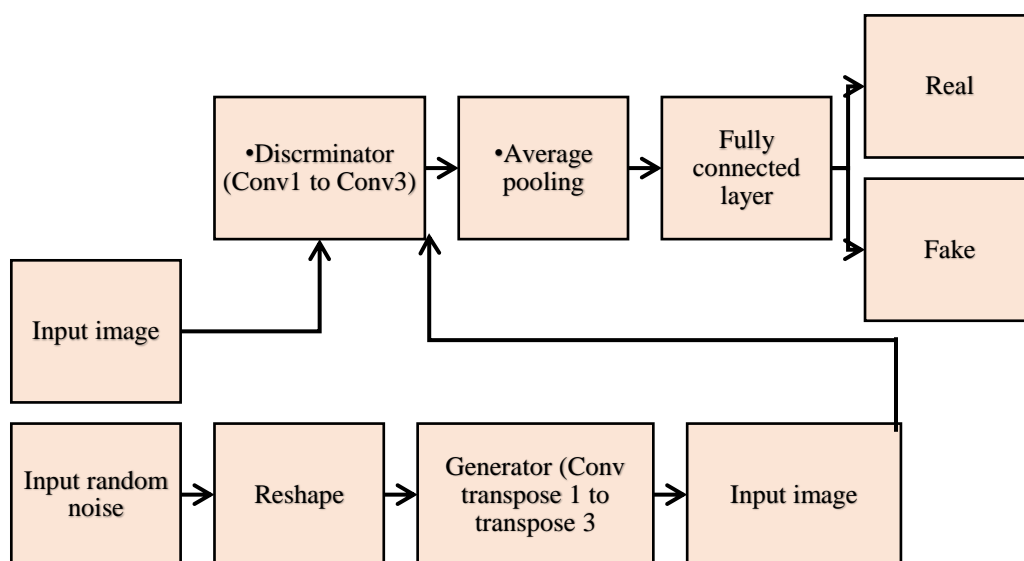 Real
•Discrminator
(Conv1 to Conv3)
•Average
pooling
Fully
connected
layer
Fake
Input image
Input random
noise
Reshape
Generator (Conv
transpose 1 to
transpose 3
Input image